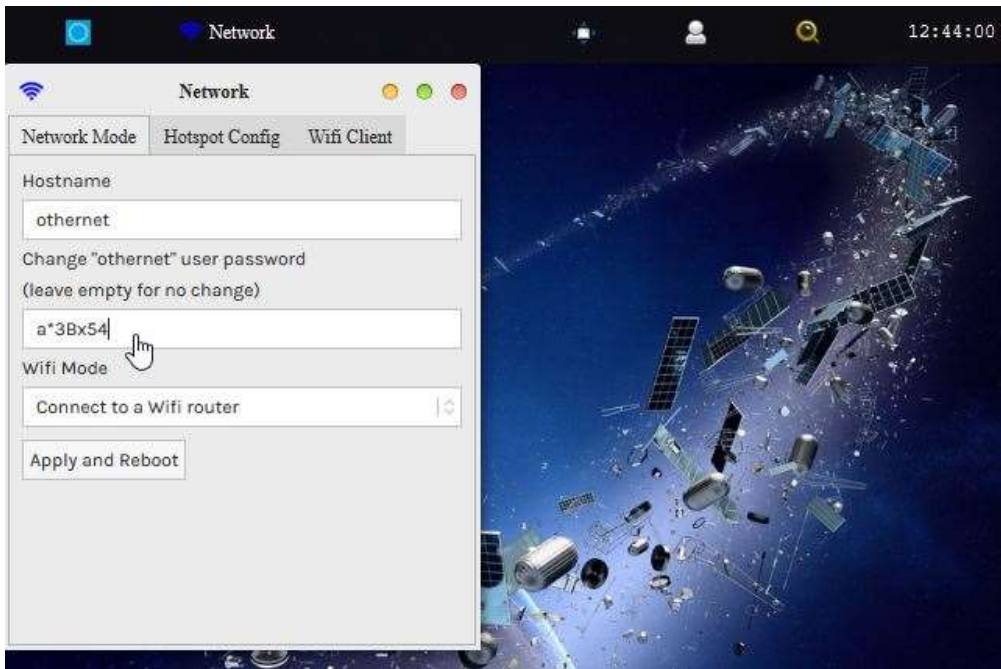 Network
12:44:00
Network
Network Mode Hotspot Config Wifi Client
Hostname
othernet
Change "othernet" user password
(leave empty for no change)
a*3Bx54
Wifi Mode
Connect to a Wifi router
Apply and Reboot